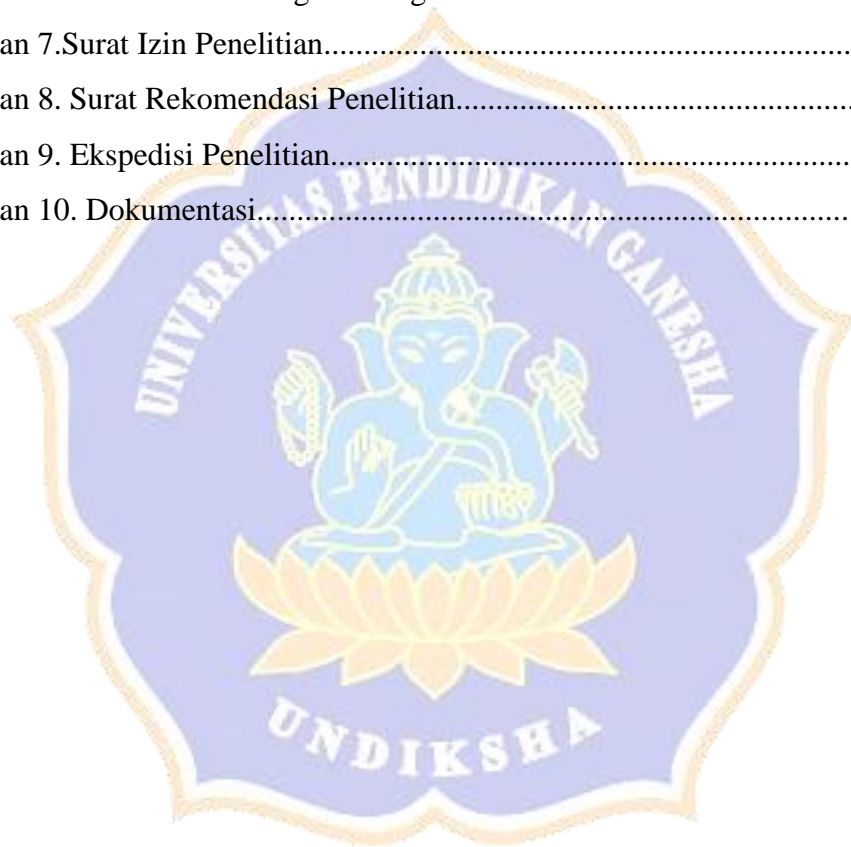 an 7.Surat Izin Penelitian.......................................................................................
an 8. Surat Rekomendasi Penelitian..................................................................
an 9. Ekspedisi Penelitian.....................................................................................
an 10. Dokumentasi..............................................................................................
UNIVERSITAS PENDIDIKAN GANESHA
UNDIKSHA